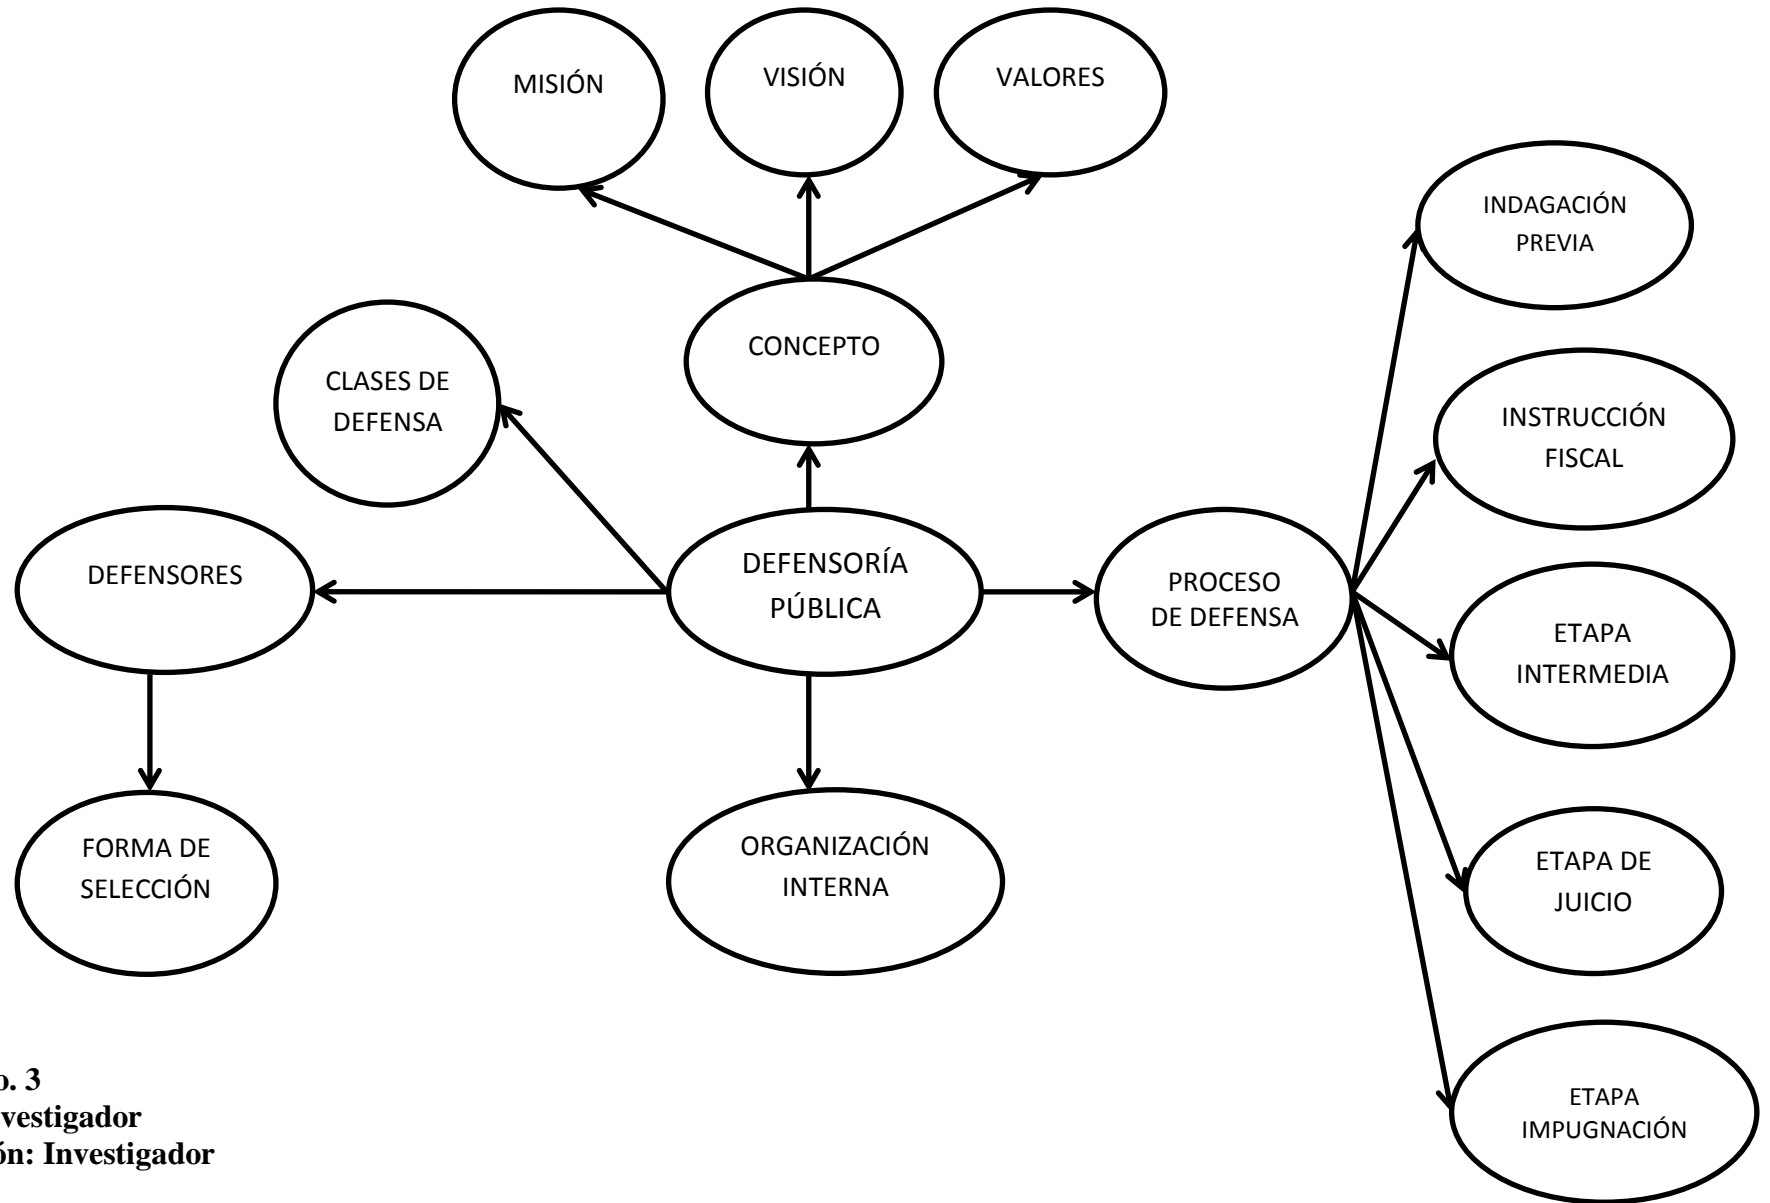 MISIÓN
VISIÓN
VALORES
INDAGACIÓN
PREVIA
CONCEPTO
CLASES DE
DEFENSA
INSTRUCCIÓN
FISCAL
DEFENSORES
DEFENSORÍA
PÚBLICA
PROCESO
DE DEFENSA
ETAPA
INTERMEDIA
FORMA DE
SELECCIÓN
ORGANIZACIÓN
INTERNA
ETAPA DE
JUICIO
ETAPA
IMPUGNACIÓN
o. 3
vestigador
ón: Investigador